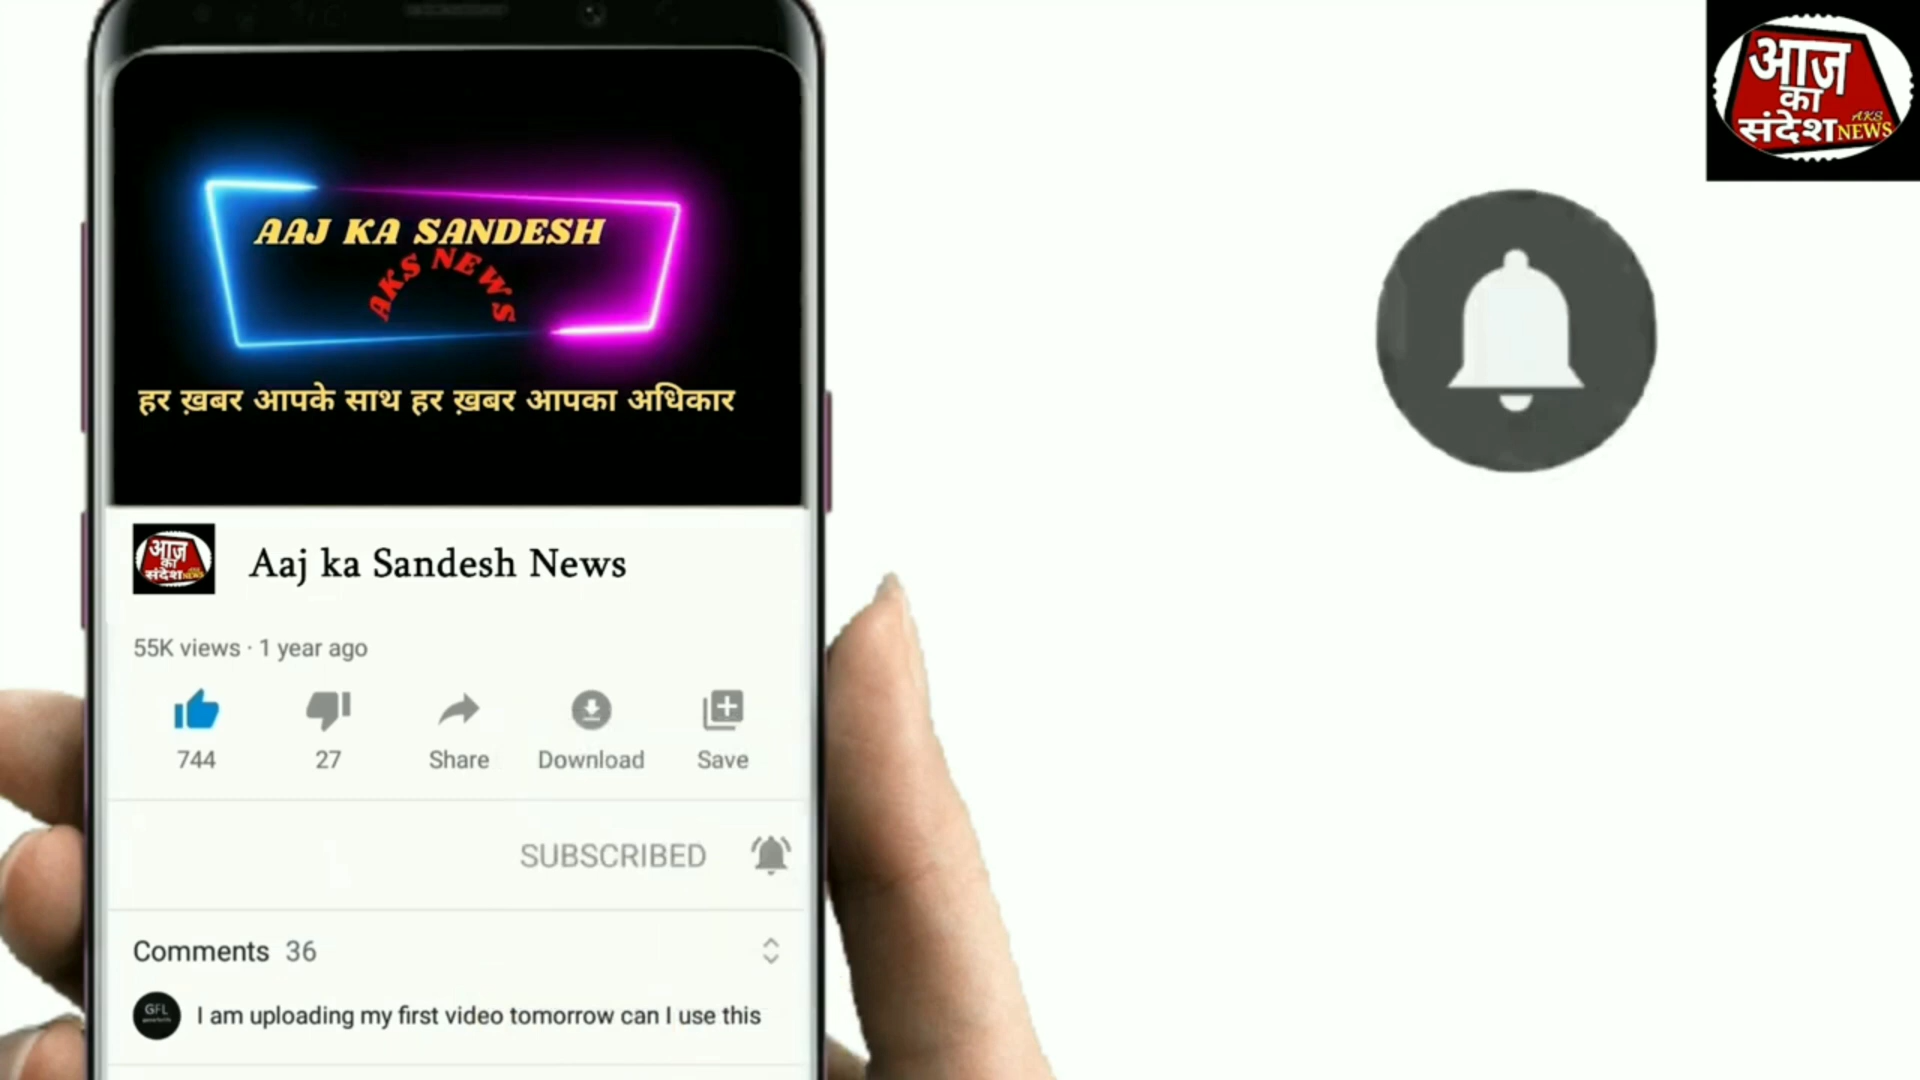 AAJ KA SANDESH
AKS NEWS
हर ख़बर आपके साथ हर ख़बर आपका अधिकार
आज़
का
संदेश
AKS
NEWS
आज़
का
संदेश
Aaj ka Sandesh News
55K views · 1 year ago
744
27
Share
Download
Save
SUBSCRIBED
Comments 36
GFL
I am uploading my first video tomorrow can I use this